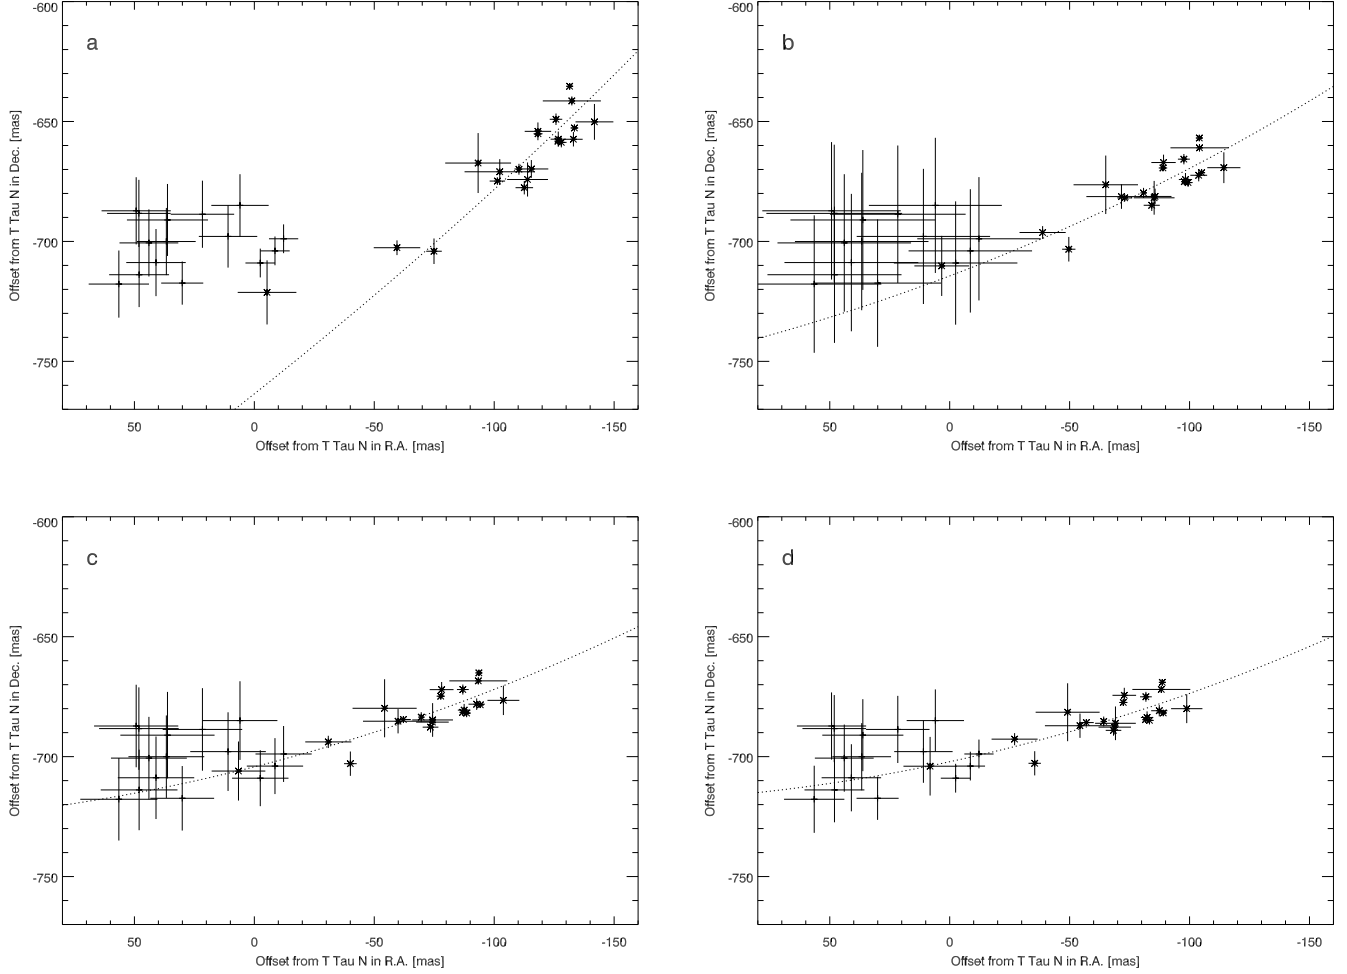 a
-600
-650
-700
-750
Offset from T Tau N in Dec. [mas]
50 0 -50 -100 -150
Offset from T Tau N in R.A. [mas]
b
-600
-650
-700
-750
Offset from T Tau N in Dec. [mas]
50 0 -50 -100 -150
Offset from T Tau N in R.A. [mas]
c
-600
-650
-700
-750
Offset from T Tau N in Dec. [mas]
50 0 -50 -100 -150
Offset from T Tau N in R.A. [mas]
d
-600
-650
-700
-750
Offset from T Tau N in Dec. [mas]
50 0 -50 -100 -150
Offset from T Tau N in R.A. [mas]